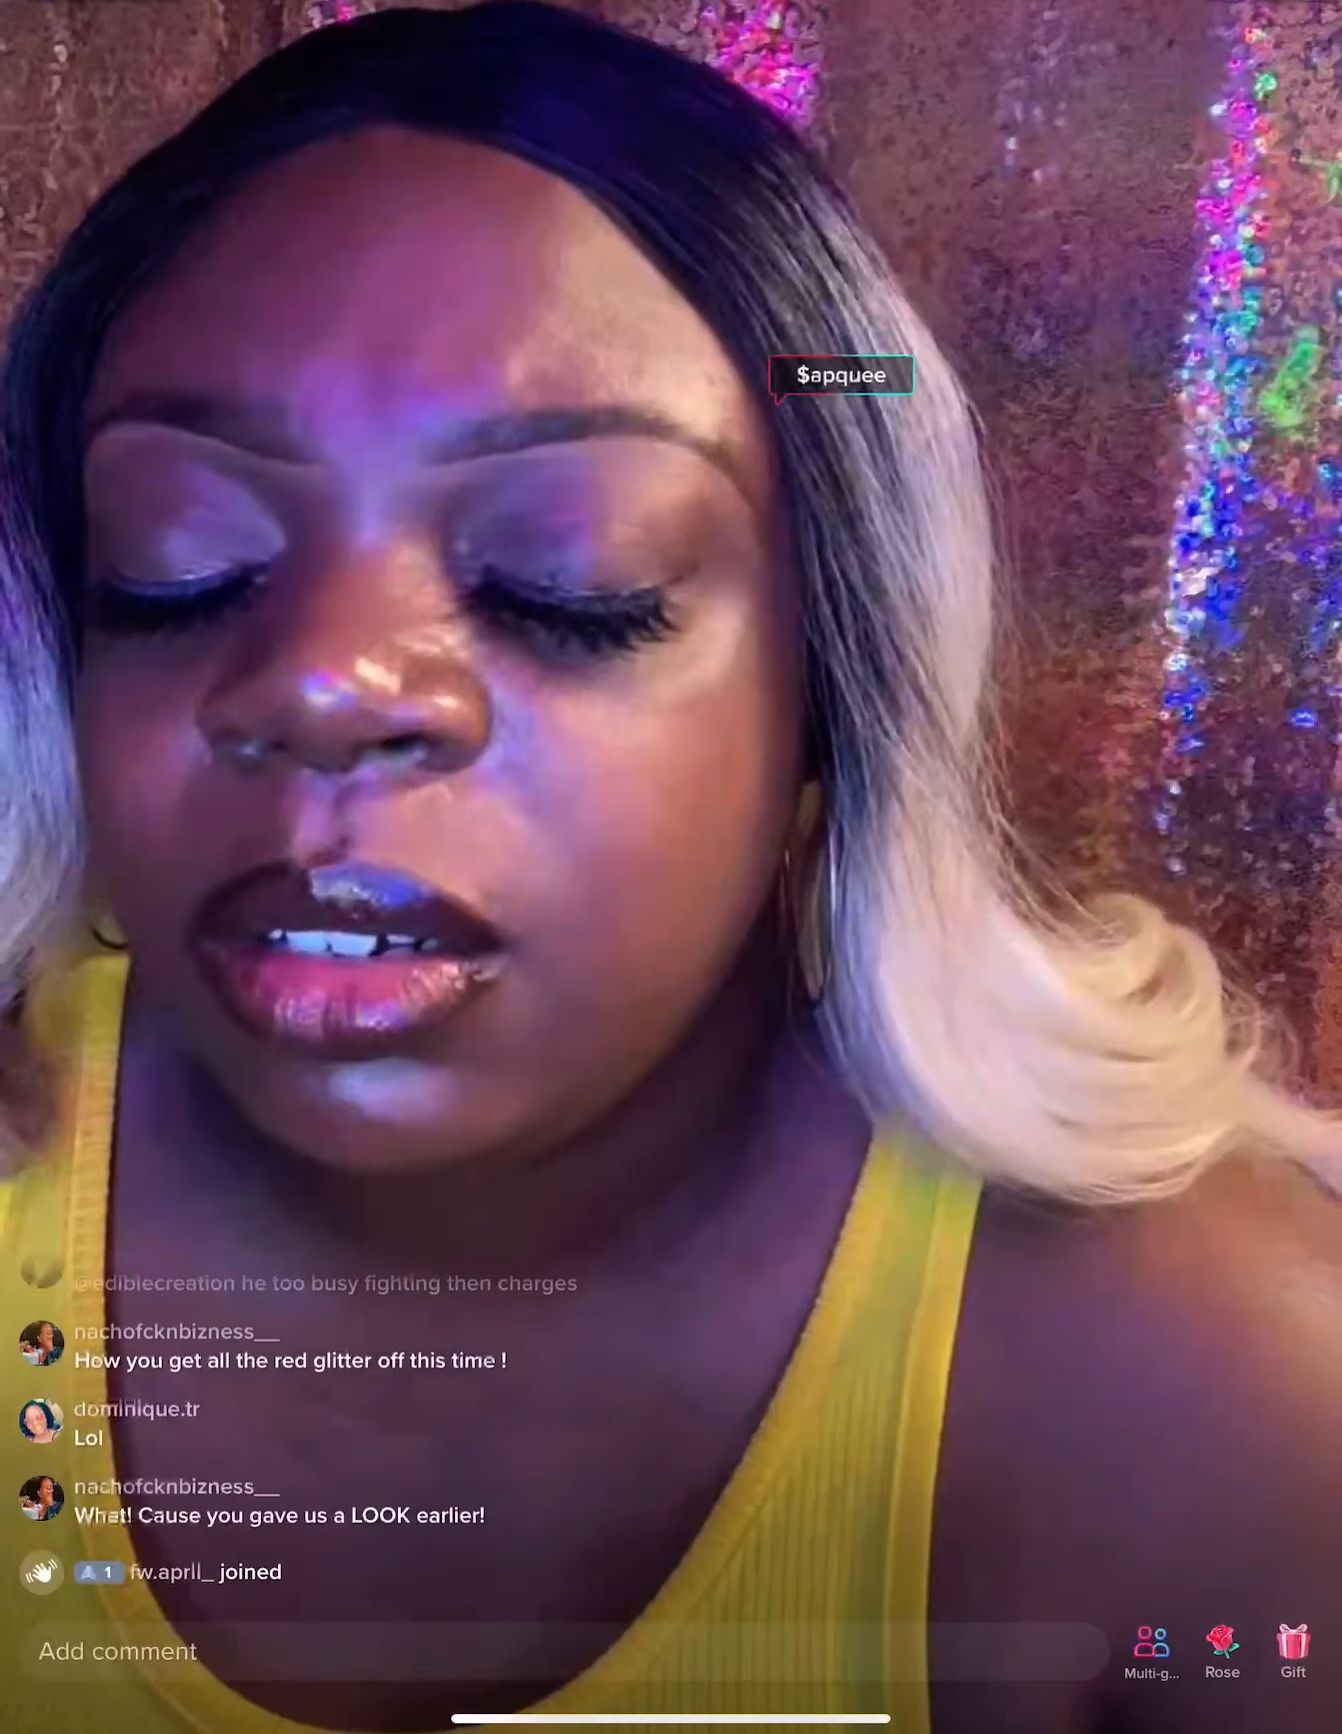 $apquee
@ediblecreation he too busy fighting then charges
nachofcknbizness__
How you get all the red glitter off this time !
dominique.tr
Lol
nachofcknbizness__
What! Cause you gave us a LOOK earlier!
1 fw.aprll_ joined
Add comment
Multi-g...
Rose
Gift